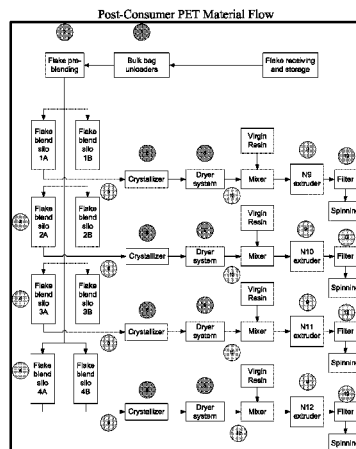 Post-Consumer PET Material Flow
Flake pre-
blending
Bulk bag
unloaders
Flake receiving
and storage
Flake
blend
silo
1A
Flake
blend
silo
1B
Crystallizer
Dryer
system
Virgin
Resin
Mixer
N9
extruder
Filter
Spinning
Flake
blend
silo
2A
Flake
blend
silo
2B
Crystallizer
Dryer
system
Virgin
Resin
Mixer
N10
extruder
Filter
Spinning
Flake
blend
silo
3A
Flake
blend
silo
3B
Crystallizer
Dryer
system
Virgin
Resin
Mixer
N11
extruder
Filter
Spinning
Flake
blend
silo
4A
Flake
blend
silo
4B
Crystallizer
Dryer
system
Virgin
Resin
Mixer
N12
extruder
Filter
Spinning